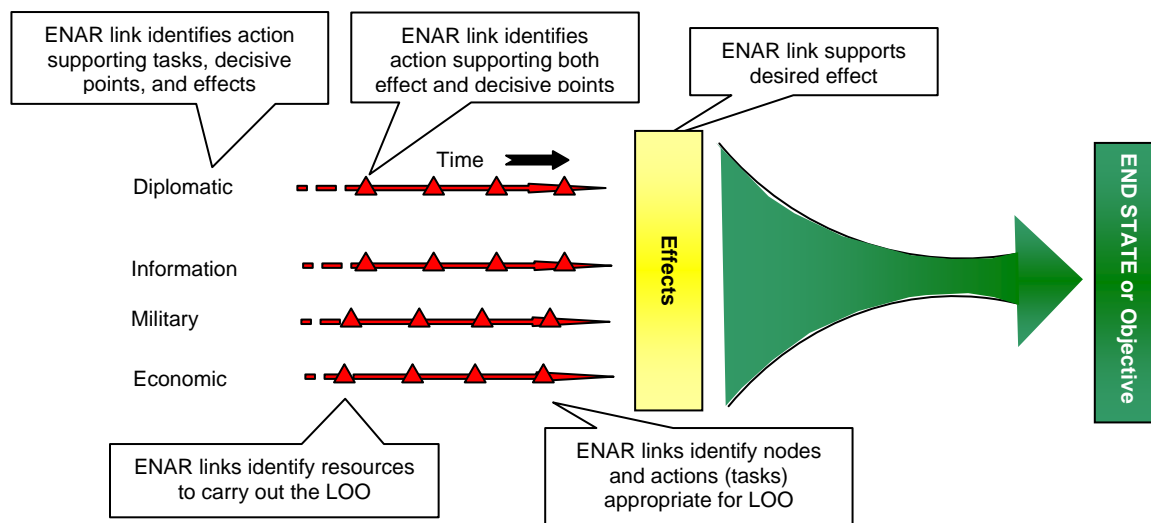 ENAR link identifies action
supporting tasks, decisive
points, and effects
ENAR link identifies
action supporting both
effect and decisive points
ENAR link supports
desired effect
Time
Diplomatic
Information
Military
Economic
Effects
END STATE or Objective
ENAR links identify resources
to carry out the LOO
ENAR links identify nodes
and actions (tasks)
appropriate for LOO